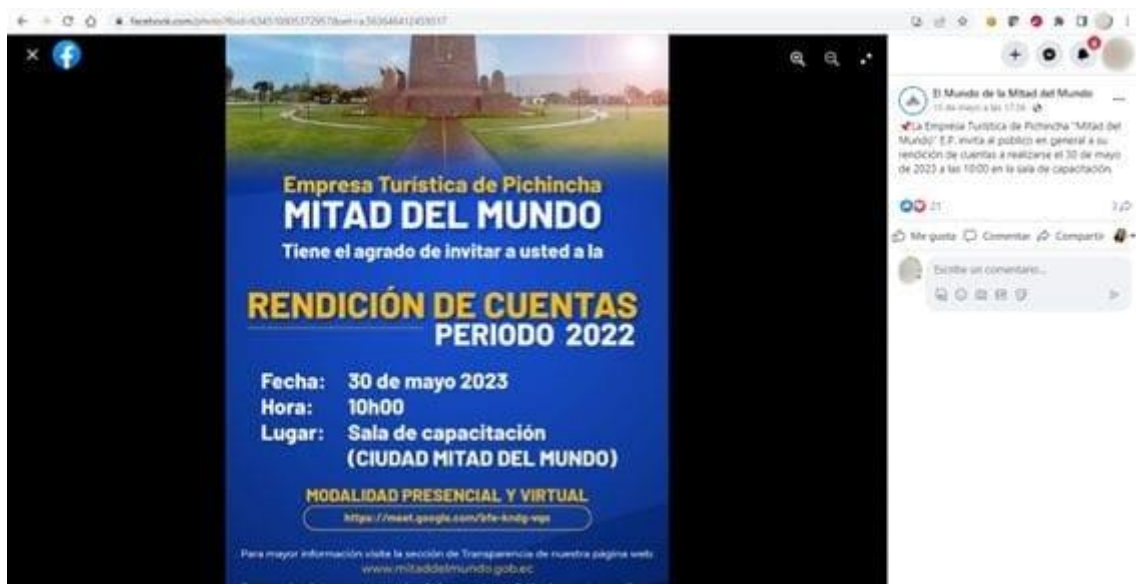 Empresa Turística de Pichincha
MITAD DEL MUNDO
Tiene el agrado de invitar a usted a la
RENDICIÓN DE CUENTAS
PERIODO 2022
Fecha: 30 de mayo 2023
Hora: 10h00
Lugar: Sala de capacitación
(CIUDAD MITAD DEL MUNDO)
MODALIDAD PRESENCIAL Y VIRTUAL
Para mayor información visite la sección de Transparencia de nuestra página web:
www.mitaddelmundo.gob.ec
El Mundo de la Mitad del Mundo
La Empresa Turística de Pichincha "Mitad del
Mundo" E.P. invita al público en general a su
rendición de cuentas a realizarse el 30 de mayo
de 2023 a las 10:00 en la sala de capacitación.
Me gusta Comentar Compartir
Escribe un comentario...